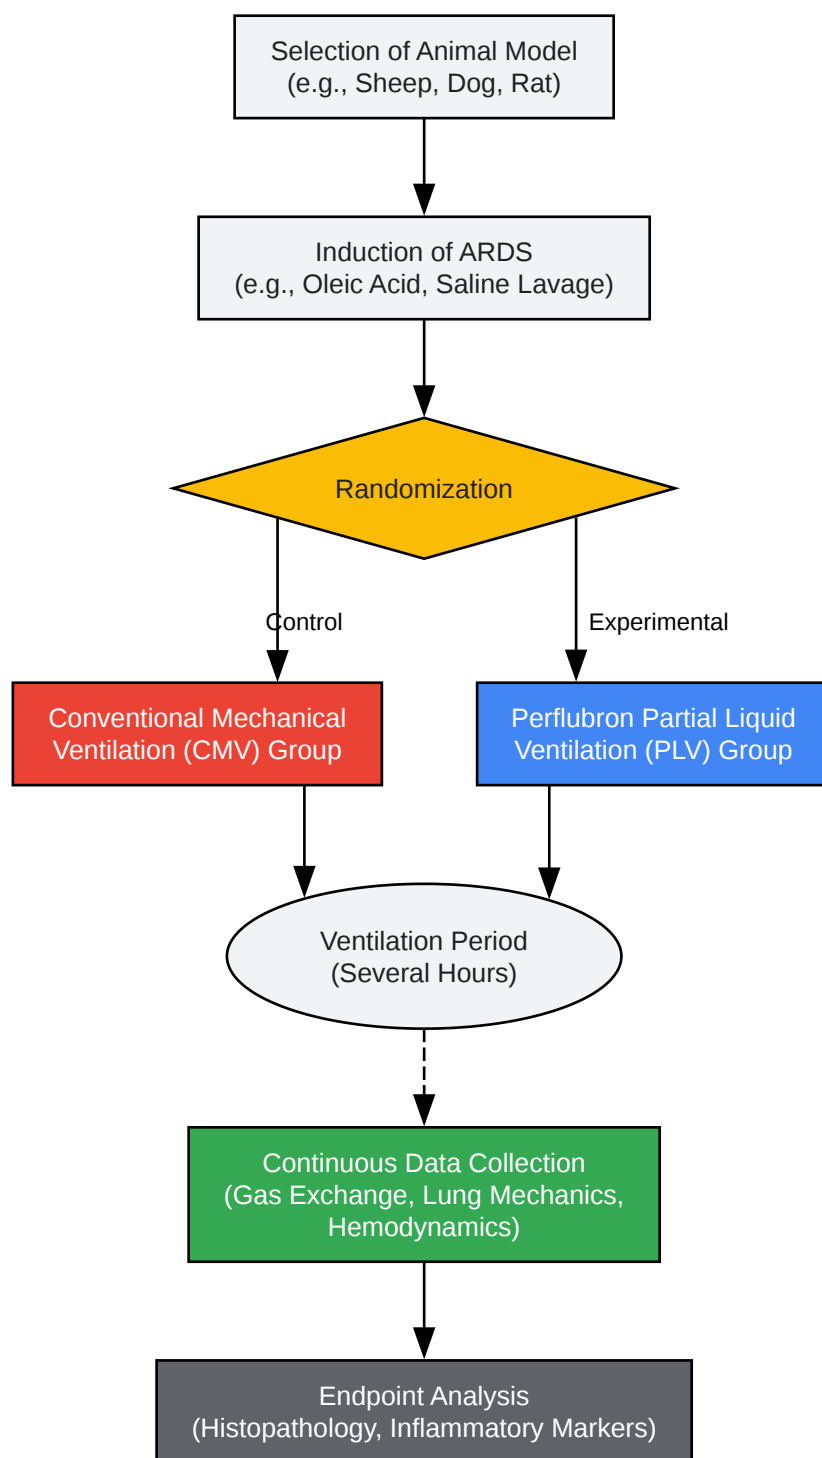 Selection of Animal Model
(e.g., Sheep, Dog, Rat)
Induction of ARDS
(e.g., Oleic Acid, Saline Lavage)
Randomization
Control
Experimental
Conventional Mechanical
Ventilation (CMV) Group
Perflubron Partial Liquid
Ventilation (PLV) Group
Ventilation Period
(Several Hours)
Continuous Data Collection
(Gas Exchange, Lung Mechanics,
Hemodynamics)
Endpoint Analysis
(Histopathology, Inflammatory Markers)